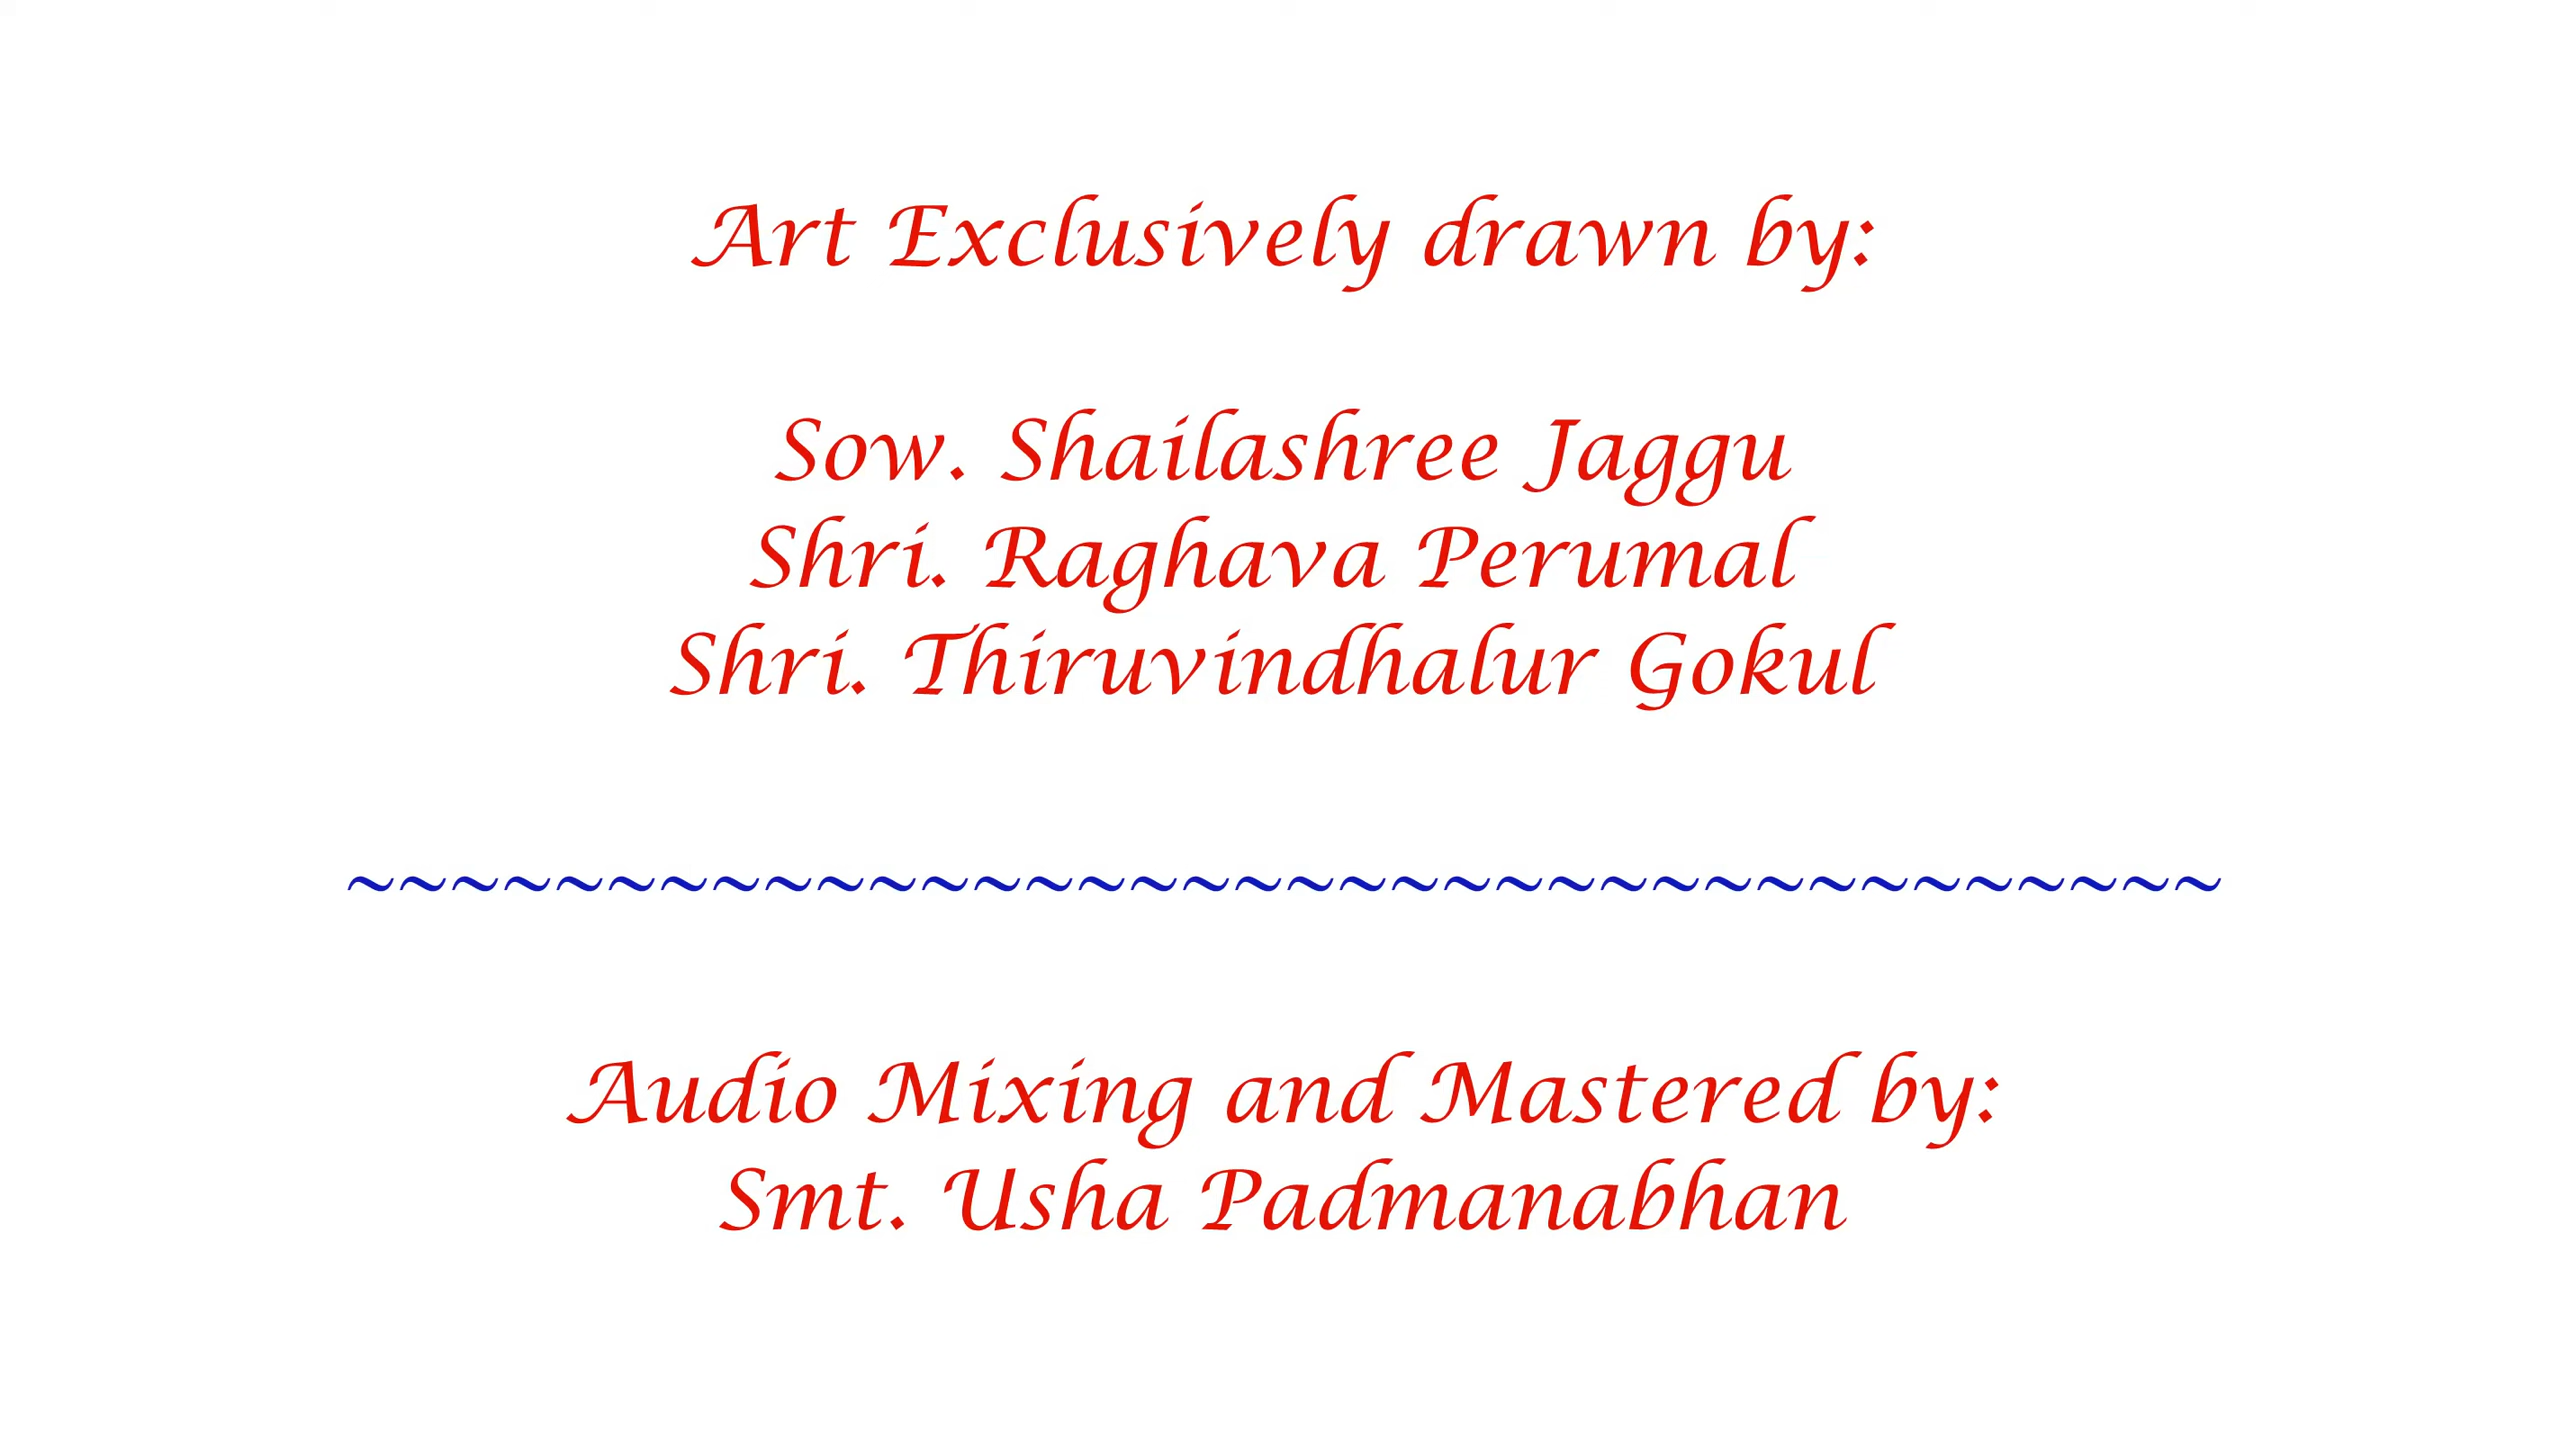 Art Exclusively drawn by:
Sow. Shailashree Jaggu
Shri. Raghava Perumal
Shri. Thiruvindhalur Gokul
~~~~~~~~~~~~~~~~~~~~~~~~~~~~~~~~~~~~
Audio Mixing and Mastered by:
Smt. Usha Padmanabhan